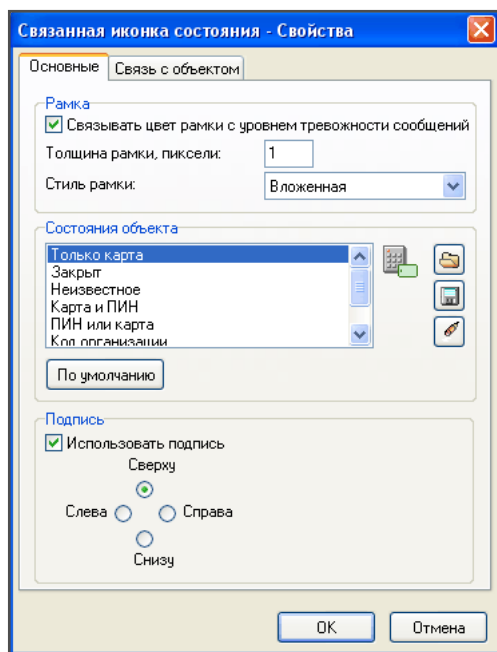 Связанная иконка состояния - Свойства
Основные
Связь с объектом
Рамка
Связывать цвет рамки с уровнем тревожности сообщений
Толщина рамки, пиксели:
1
Стиль рамки:
Вложенная
Состояния объекта
Только карта
Закрыт
Неизвестное
Карта и ПИН
ПИН или карта
Код организации
По умолчанию
Подпись
Использовать подпись
Сверху
Слева
Справа
Снизу
OK
Отмена